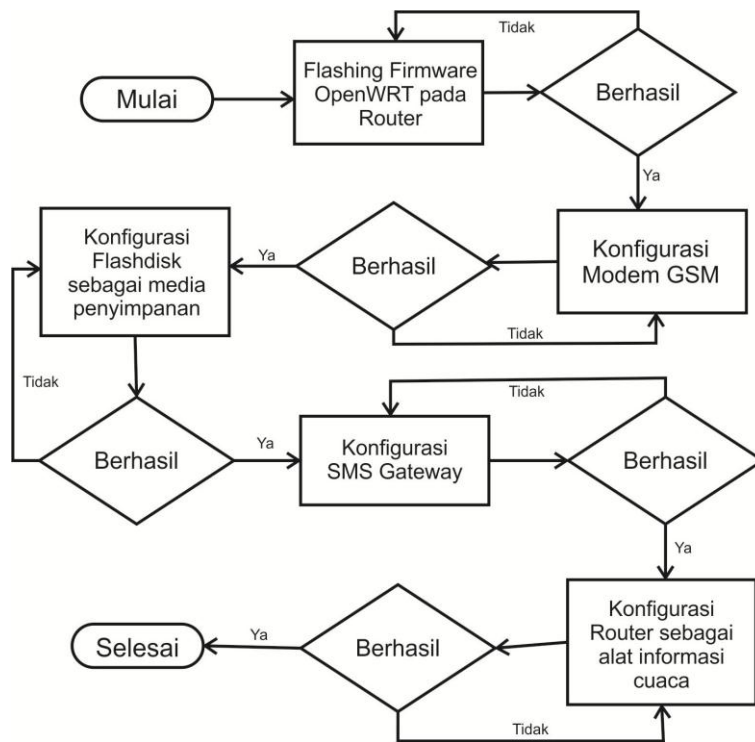 Tidak
Mulai
Flashing Firmware
OpenWRT pada
Router
Berhasil
Ya
Konfigurasi
Modem GSM
Berhasil
Tidak
Ya
Konfigurasi
Flashdisk
sebagai media
penyimpanan
Tidak
Berhasil
Ya
Konfigurasi
SMS Gateway
Tidak
Berhasil
Ya
Konfigurasi
Router sebagai
alat informasi
cuaca
Berhasil
Tidak
Ya
Selesai